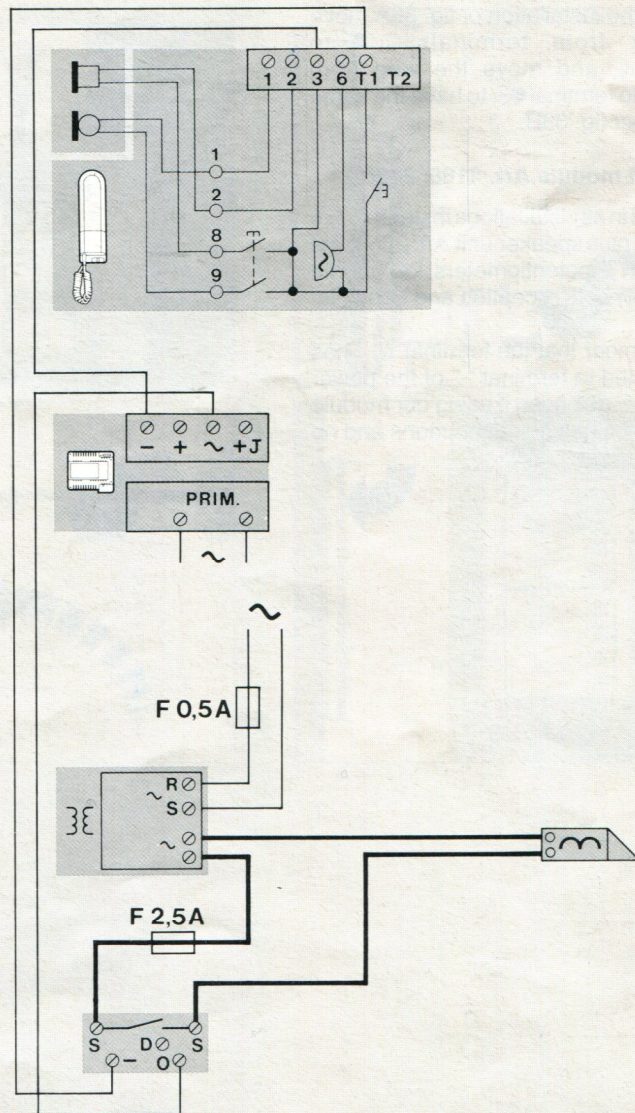 1 2 3 6 T1 T2
1
2
8
9
− + ~ +J
PRIM.
~
~
F 0,5A
R
~
S
~
F 2,5A
S S
D
− O